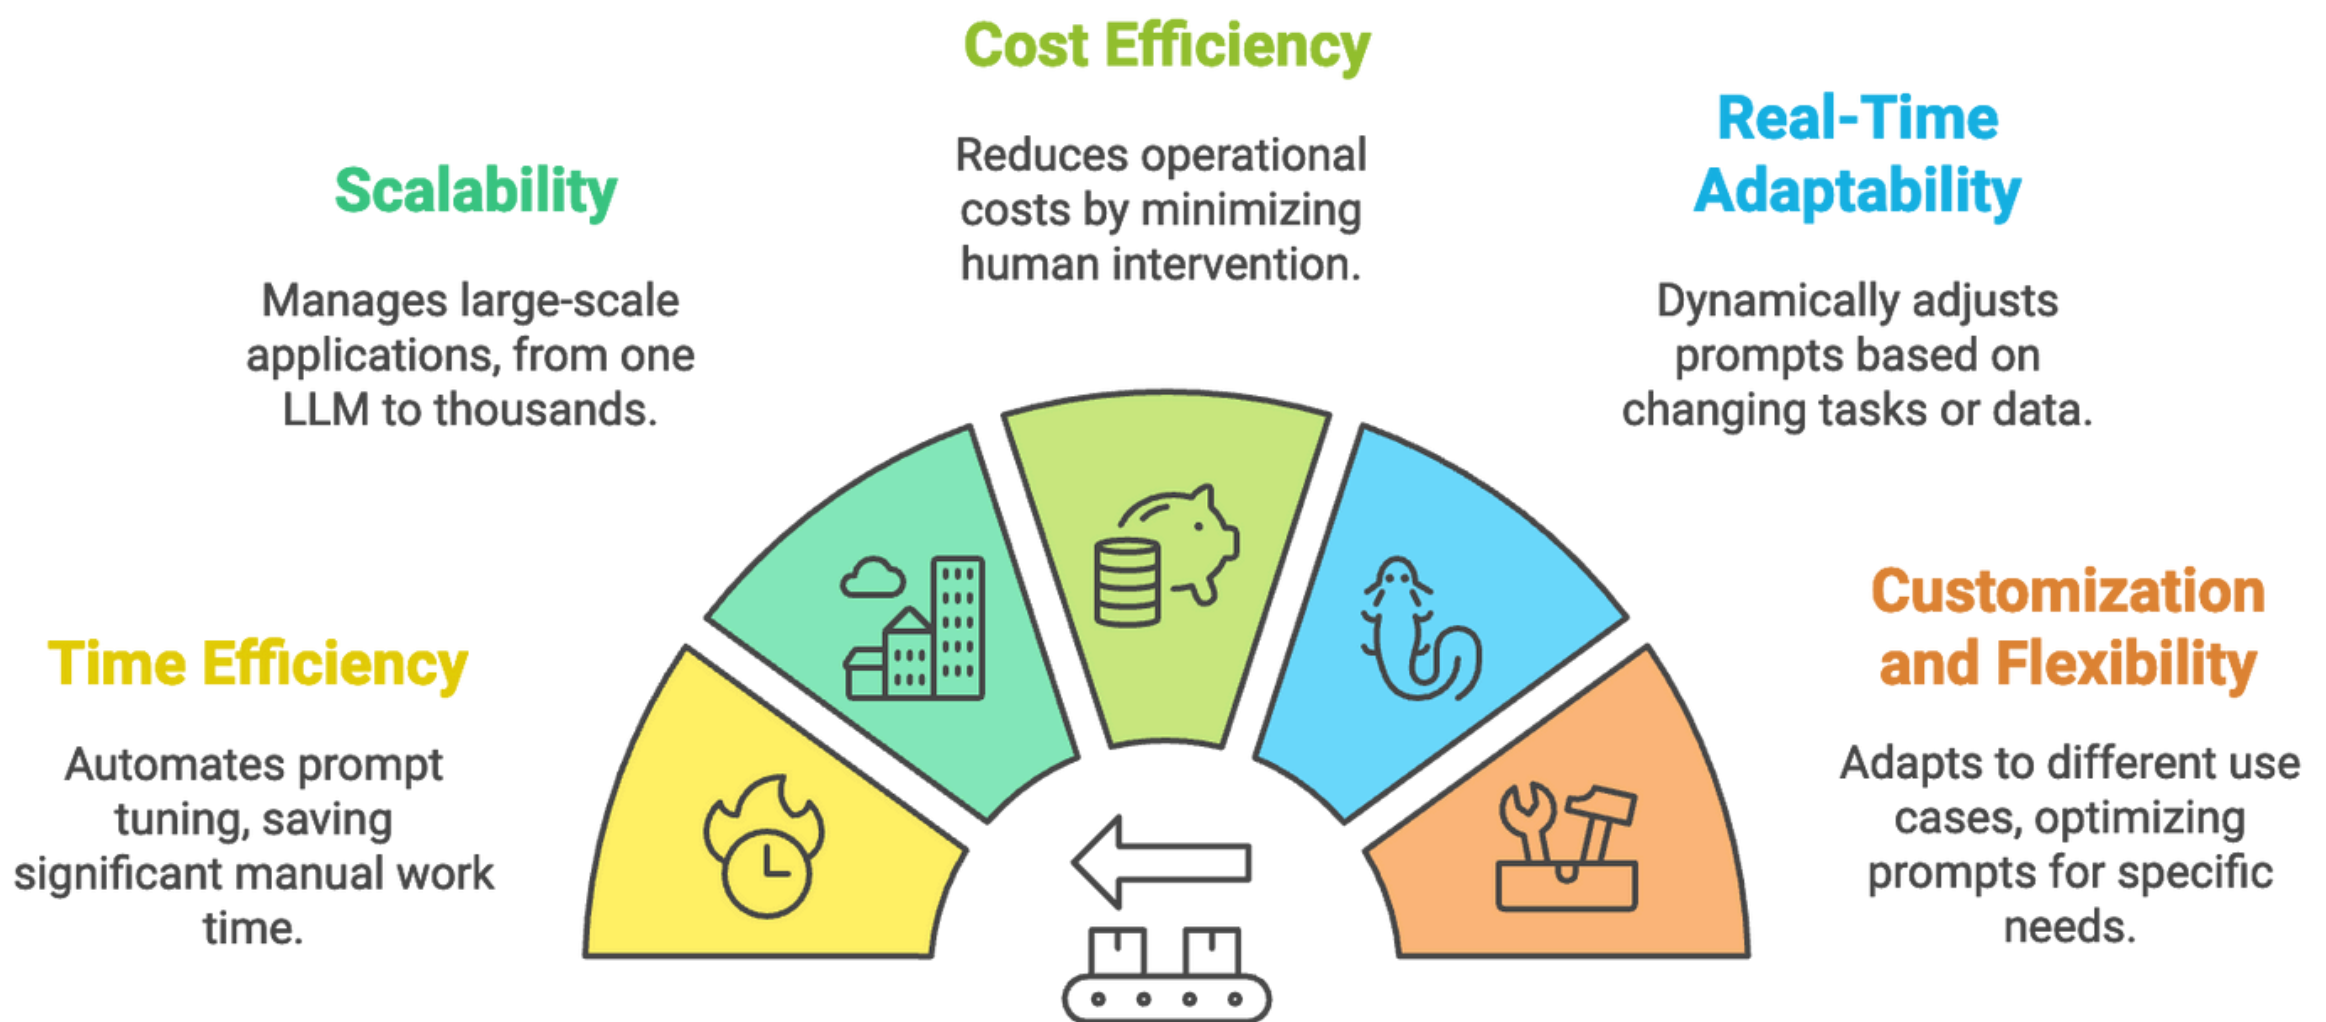 Time Efficiency
Automates prompt
tuning, saving
significant manual work
time.
Scalability
Manages large-scale
applications, from one
LLM to thousands.
Cost Efficiency
Reduces operational
costs by minimizing
human intervention.
Real-Time
Adaptability
Dynamically adjusts
prompts based on
changing tasks or data.
Customization
and Flexibility
Adapts to different use
cases, optimizing
prompts for specific
needs.